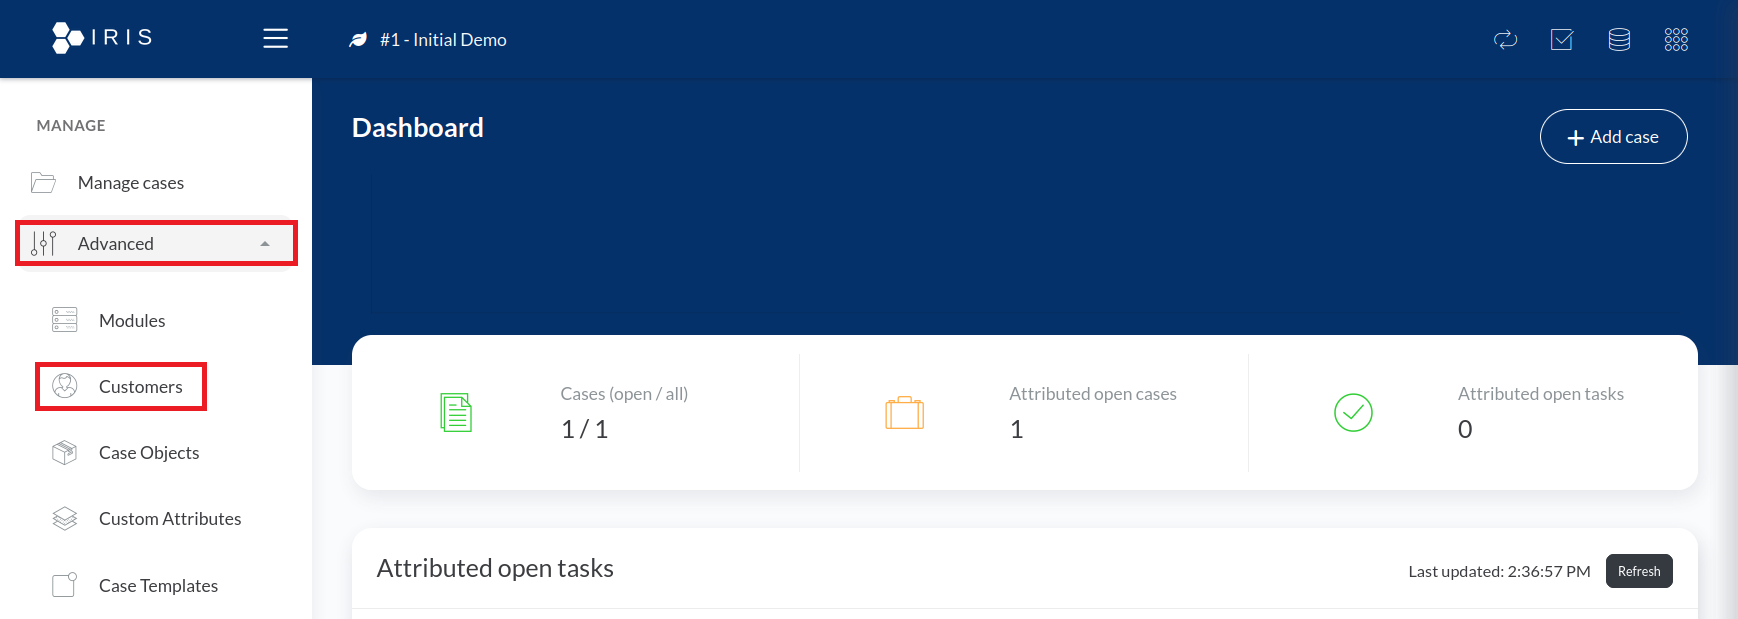 IRIS
#1 - Initial Demo
MANAGE
Manage cases
Advanced
Modules
Customers
Case Objects
Custom Attributes
Case Templates
Dashboard
Add case
Cases (open / all)
1 / 1
Attributed open cases
1
Attributed open tasks
0
Attributed open tasks
Last updated: 2:36:57 PM
Refresh